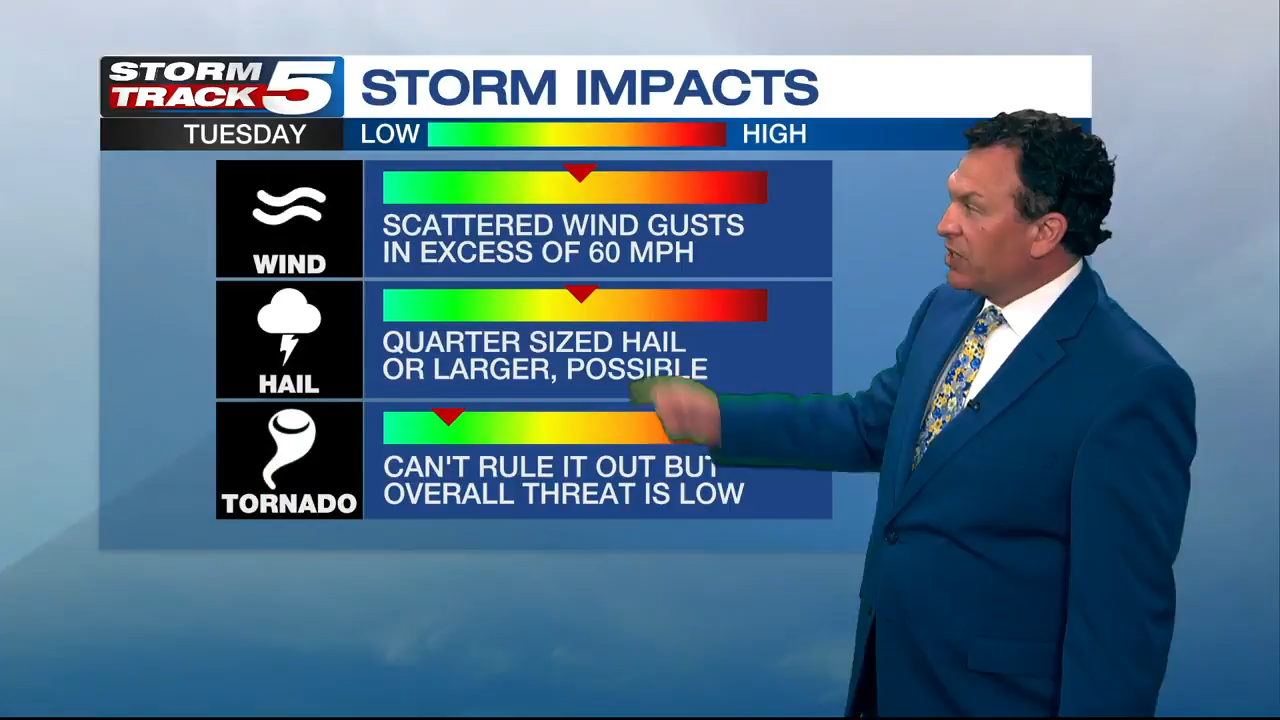 STORM
TRACK 5
STORM IMPACTS
TUESDAY
LOW
HIGH
WIND
SCATTERED WIND GUSTS
IN EXCESS OF 60 MPH
HAIL
QUARTER SIZED HAIL
OR LARGER, POSSIBLE
TORNADO
CAN'T RULE IT OUT BUT
OVERALL THREAT IS LOW